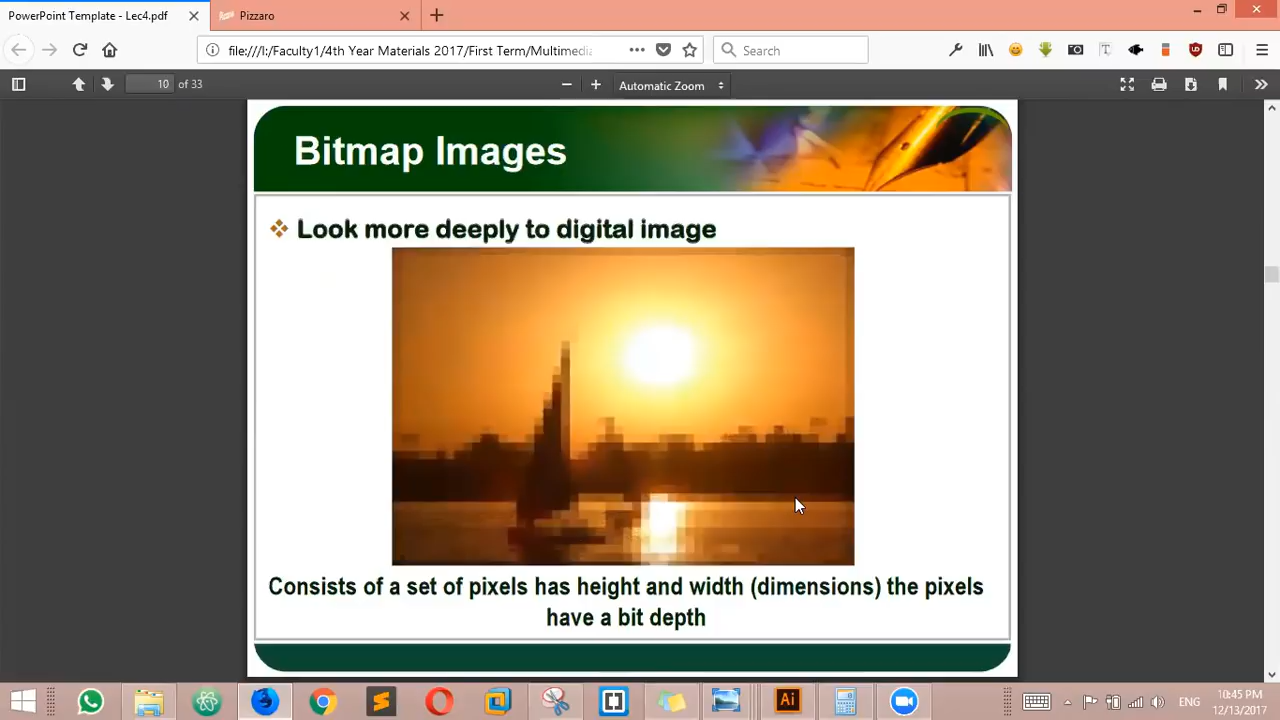 PowerPoint Template - Lec4.pdf
Pizzaro
file:///I:/Faculty1/4th Year Materials 2017/First Term/Multimedia
Search
10 of 33
Automatic Zoom
Bitmap Images
Look more deeply to digital image
Consists of a set of pixels has height and width (dimensions) the pixels
have a bit depth
Ai
ENG
10:45 PM
12/13/2017